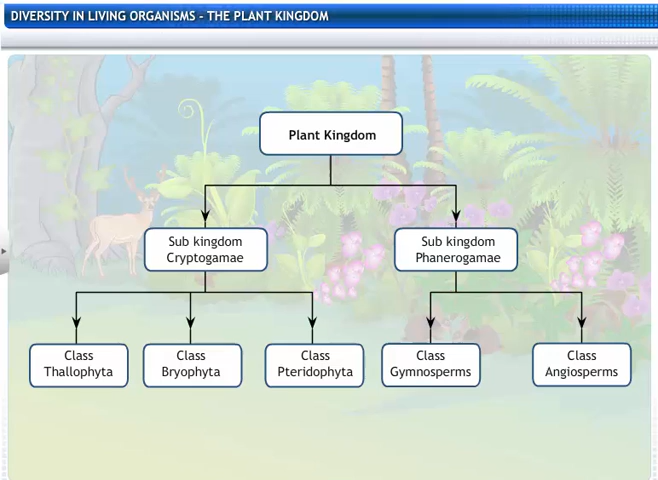 DIVERSITY IN LIVING ORGANISMS - THE PLANT KINGDOM
Plant Kingdom
Sub kingdom
Cryptogamae
Sub kingdom
Phanerogamae
Class
Thallophyta
Class
Bryophyta
Class
Pteridophyta
Class
Gymnosperms
Class
Angiosperms